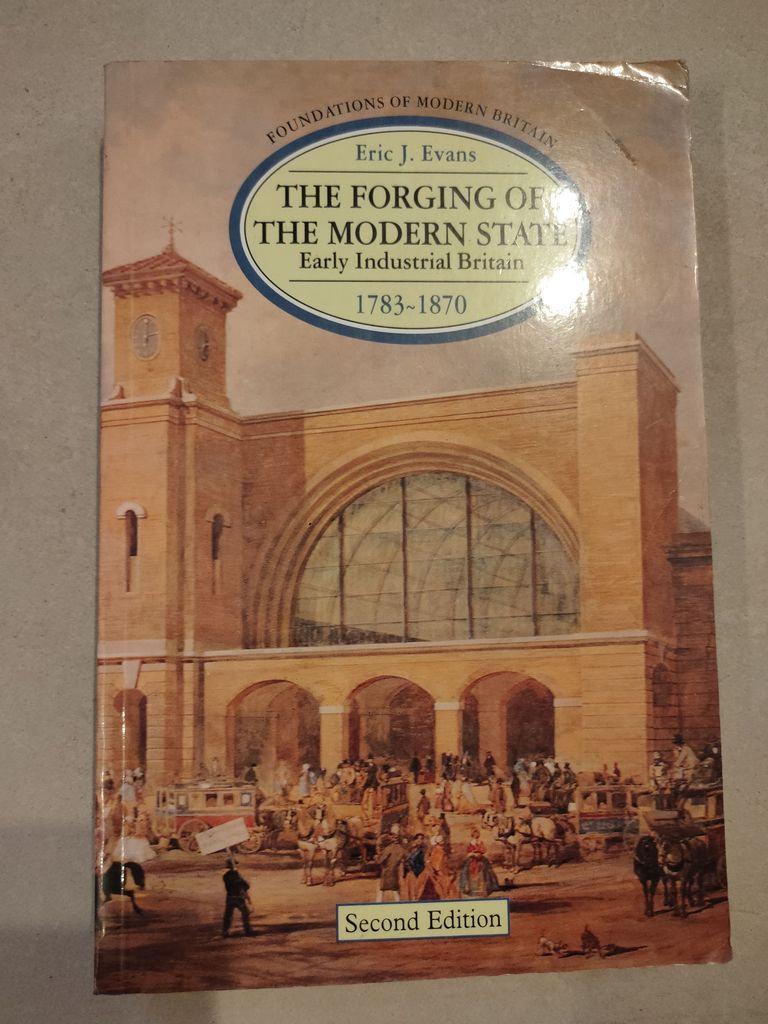 FOUNDATIONS OF MODERN BRITAIN
Eric J. Evans
THE FORGING OF
THE MODERN STATE
Early Industrial Britain
1783~1870
Second Edition